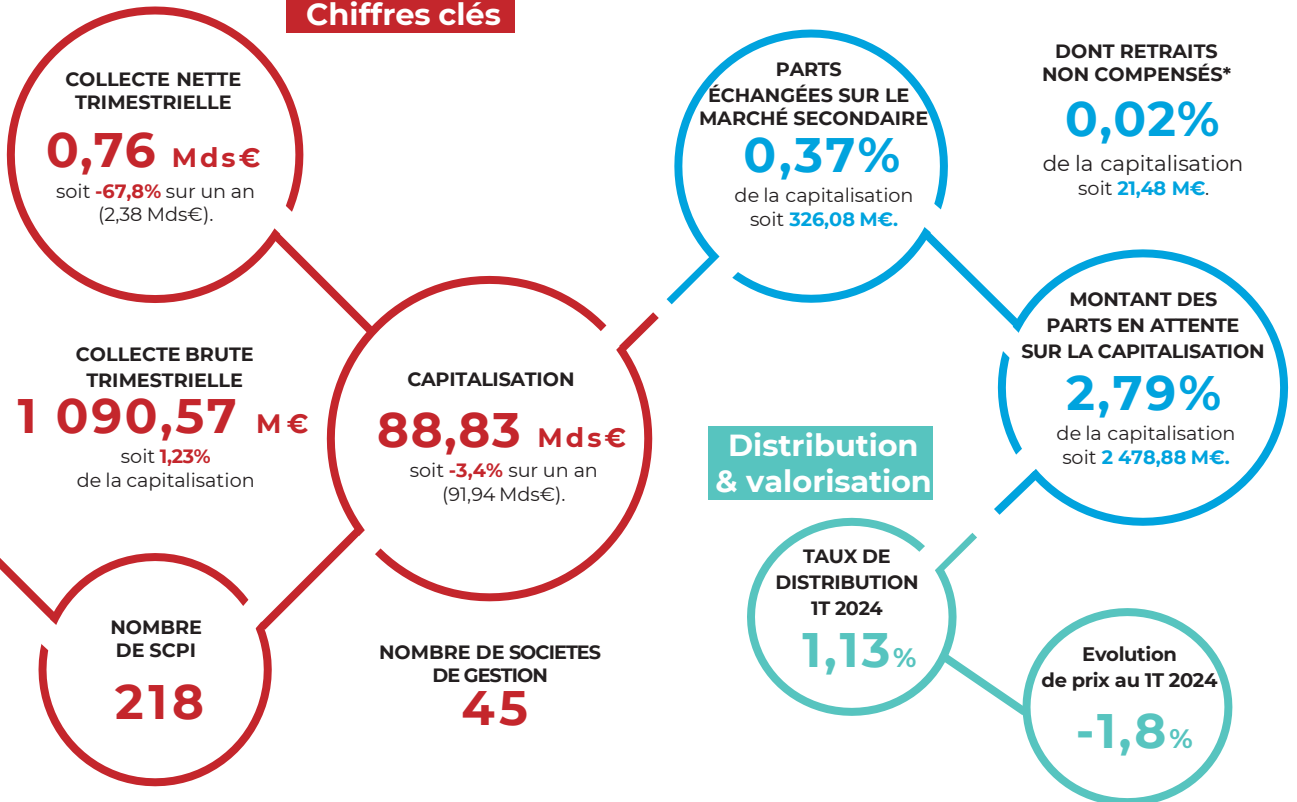 Chiffres clés
COLLECTE NETTE
TRIMESTRIELLE
0,76 Mds€
soit -67,8% sur un an
(2,38 Mds€).
COLLECTE BRUTE
TRIMESTRIELLE
1 090,57 M€
soit 1,23%
de la capitalisation
CAPITALISATION
88,83 Mds€
soit -3,4% sur un an
(91,94 Mds€).
NOMBRE
DE SCPI
218
NOMBRE DE SOCIETES
DE GESTION
45
PARTS
ÉCHANGÉES SUR LE
MARCHÉ SECONDAIRE
0,37%
de la capitalisation
soit 326,08 M€.
DONT RETRAITS
NON COMPENSÉS*
0,02%
de la capitalisation
soit 21,48 M€.
MONTANT DES
PARTS EN ATTENTE
SUR LA CAPITALISATION
2,79%
de la capitalisation
soit 2 478,88 M€.
Distribution
& valorisation
TAUX DE
DISTRIBUTION
1T 2024
1,13%
Evolution
de prix au 1T 2024
-1,8%